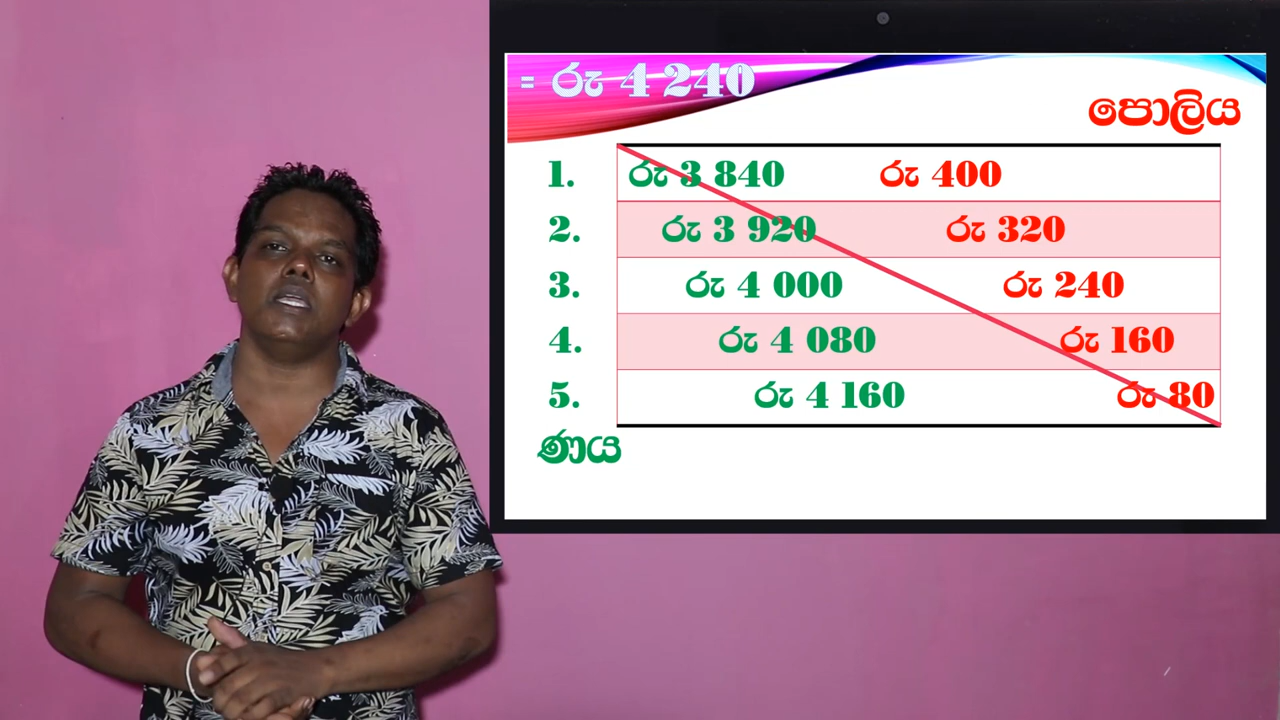 = රු 4 240
පොලිය
1. රු 3 840 රු 400
2. රු 3 920 රු 320
3. රු 4 000 රු 240
4. රු 4 080 රු 160
5. රු 4 160 රු 80
ණය